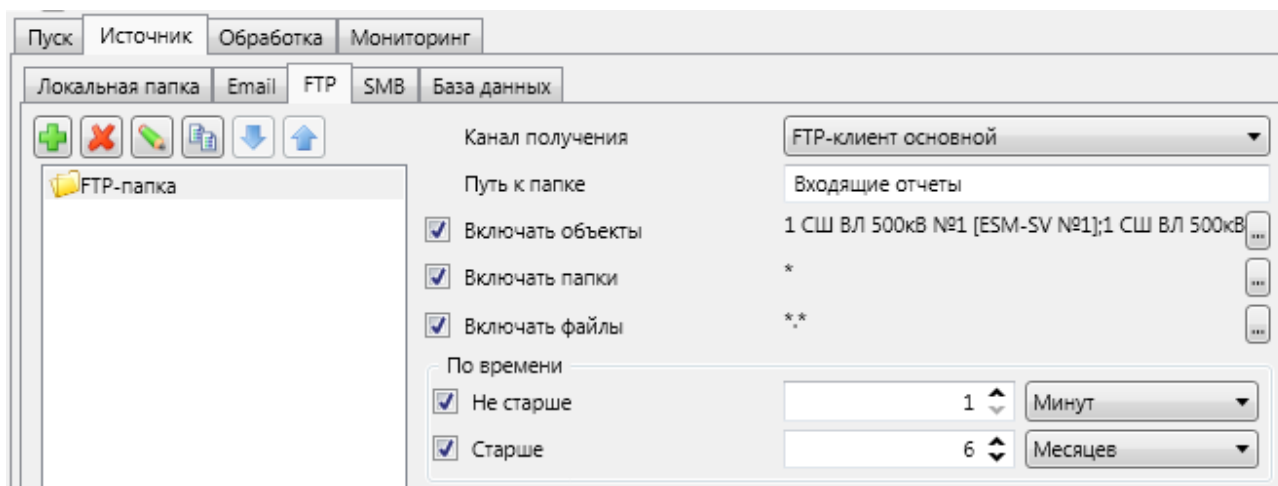 Пуск Источник Обработка Мониторинг
Локальная папка Email FTP SMB База данных
Канал получения FTP-клиент основной
FTP-папка
Путь к папке Входящие отчеты
Включать объекты 1 СШ ВЛ 500кВ №1 [ESM-SV №1];1 СШ ВЛ 500кВ ...
Включать папки * ...
Включать файлы *.* ...
По времени
Не старше 1 Минут
Старше 6 Месяцев